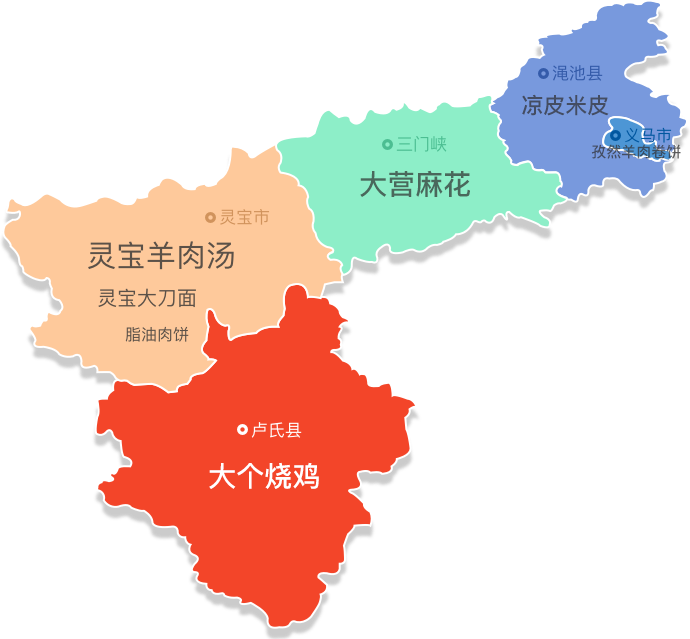 渑池县
凉皮米皮
义马市
孜然羊肉卷饼
三门峡
大营麻花
灵宝市
灵宝羊肉汤
灵宝大刀面
脂油肉饼
卢氏县
大个烧鸡